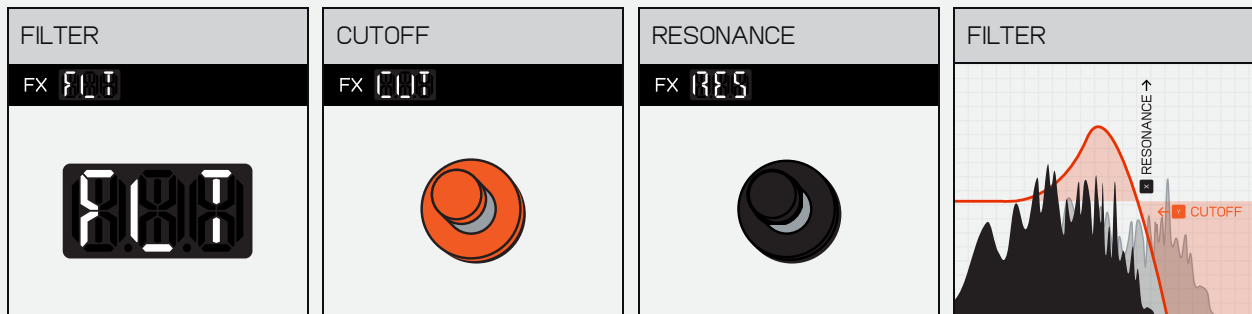 FILTER
FX FLT
FLT
CUTOFF
FX CUT
RESONANCE
FX RES
FILTER
X RESONANCE →
← Y CUTOFF